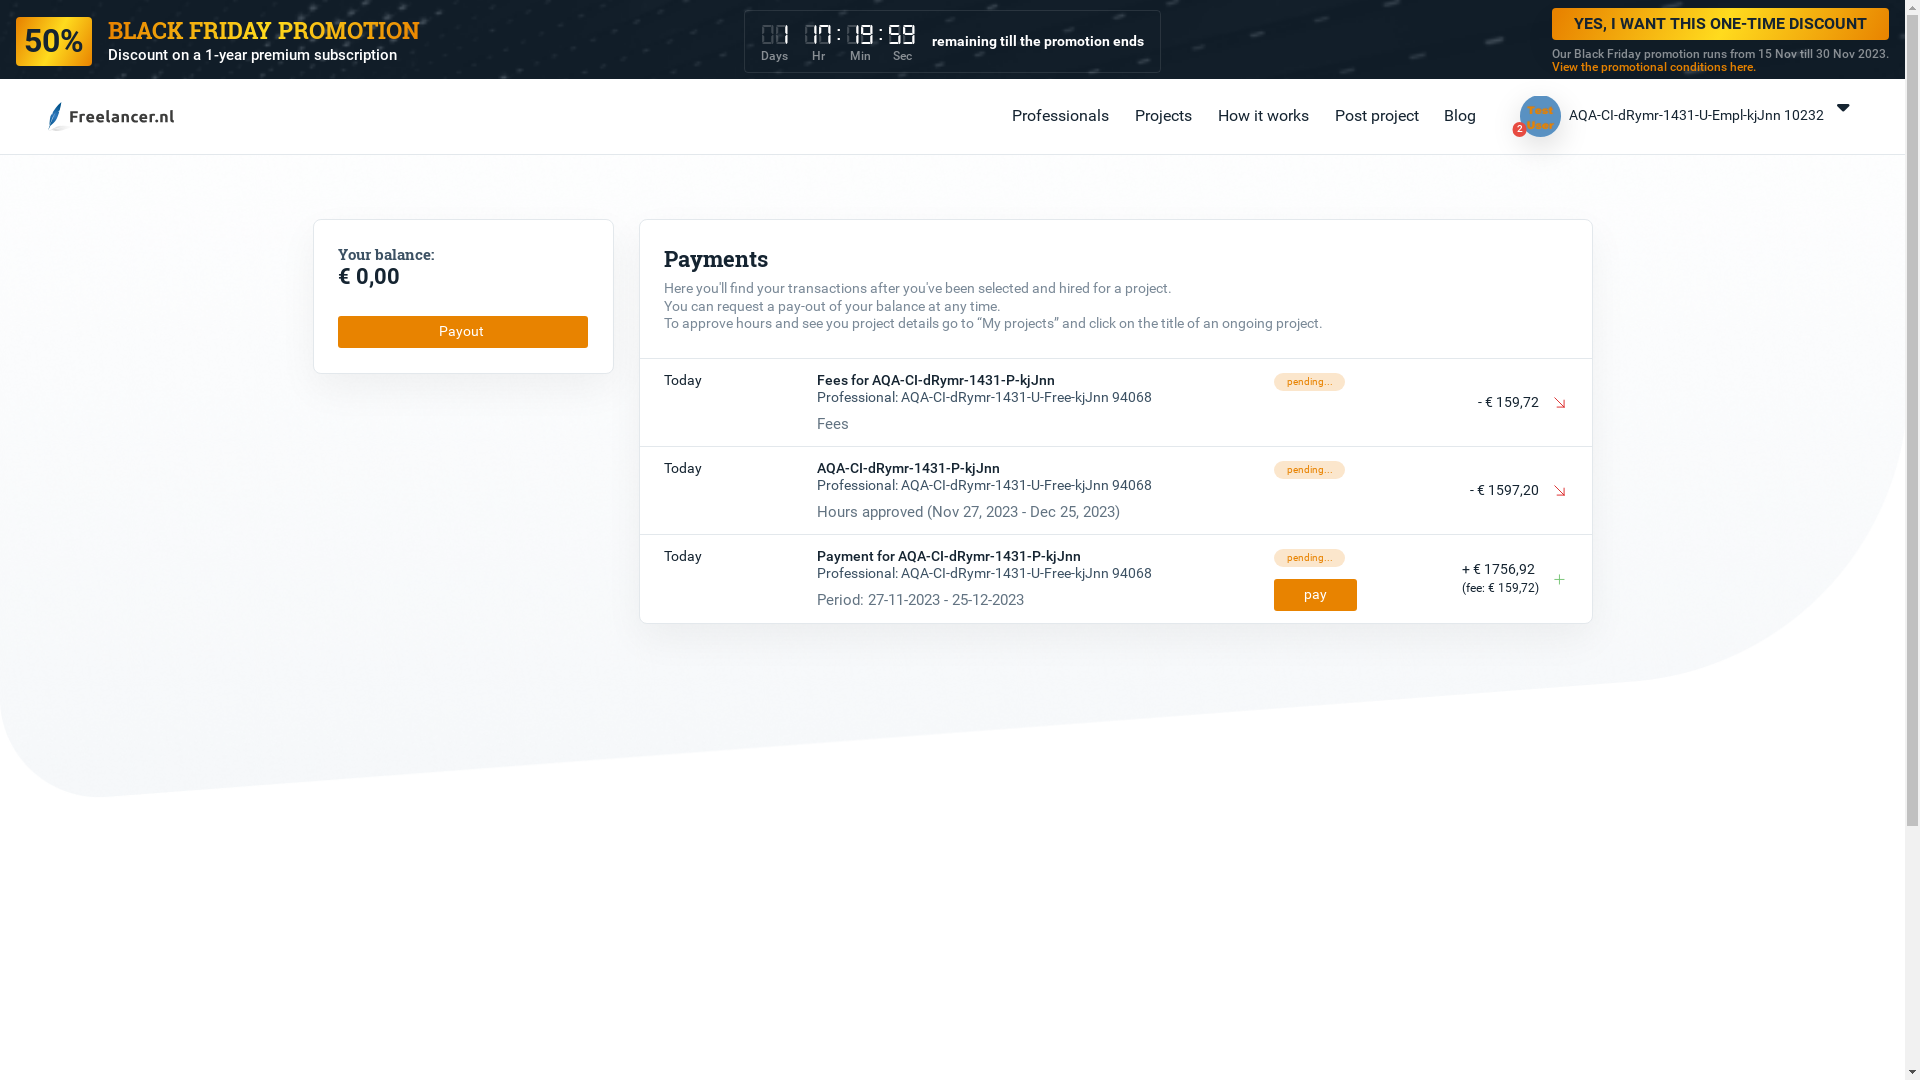 50%
BLACK FRIDAY PROMOTION
Discount on a 1-year premium subscription
1 17 : 19 : 59
Days Hr Min Sec
remaining till the promotion ends
YES, I WANT THIS ONE-TIME DISCOUNT
Our Black Friday promotion runs from 15 Nov till 30 Nov 2023.
View the promotional conditions here.
Freelancer.nl
Professionals
Projects
How it works
Post project
Blog
Test
User
2
AQA-CI-dRymr-1431-U-Empl-kjJnn 10232
Your balance:
€ 0,00
Payout
Payments
Here you'll find your transactions after you've been selected and hired for a project.
You can request a pay-out of your balance at any time.
To approve hours and see you project details go to “My projects” and click on the title of an ongoing project.
Today
Fees for AQA-CI-dRymr-1431-P-kjJnn
Professional: AQA-CI-dRymr-1431-U-Free-kjJnn 94068
Fees
pending...
- € 159,72
Today
AQA-CI-dRymr-1431-P-kjJnn
Professional: AQA-CI-dRymr-1431-U-Free-kjJnn 94068
Hours approved (Nov 27, 2023 - Dec 25, 2023)
pending...
- € 1597,20
Today
Payment for AQA-CI-dRymr-1431-P-kjJnn
Professional: AQA-CI-dRymr-1431-U-Free-kjJnn 94068
Period: 27-11-2023 - 25-12-2023
pending...
pay
+ € 1756,92
(fee: € 159,72)